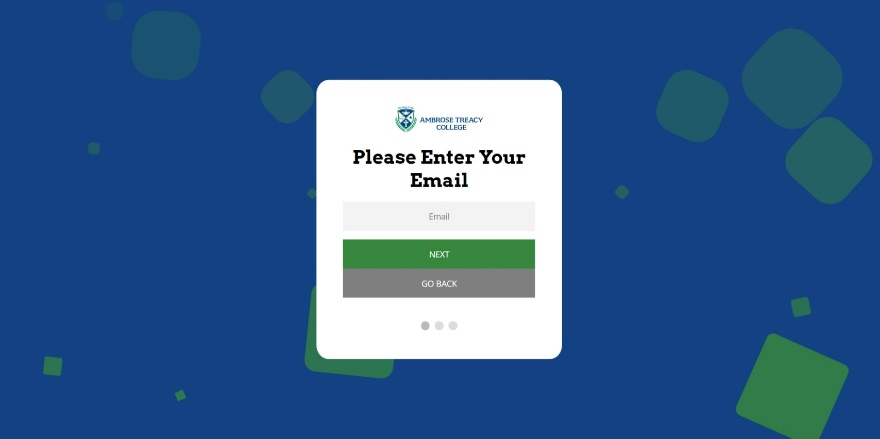 AMBROSE TREACY
COLLEGE
Please Enter Your
Email
Email
NEXT
GO BACK